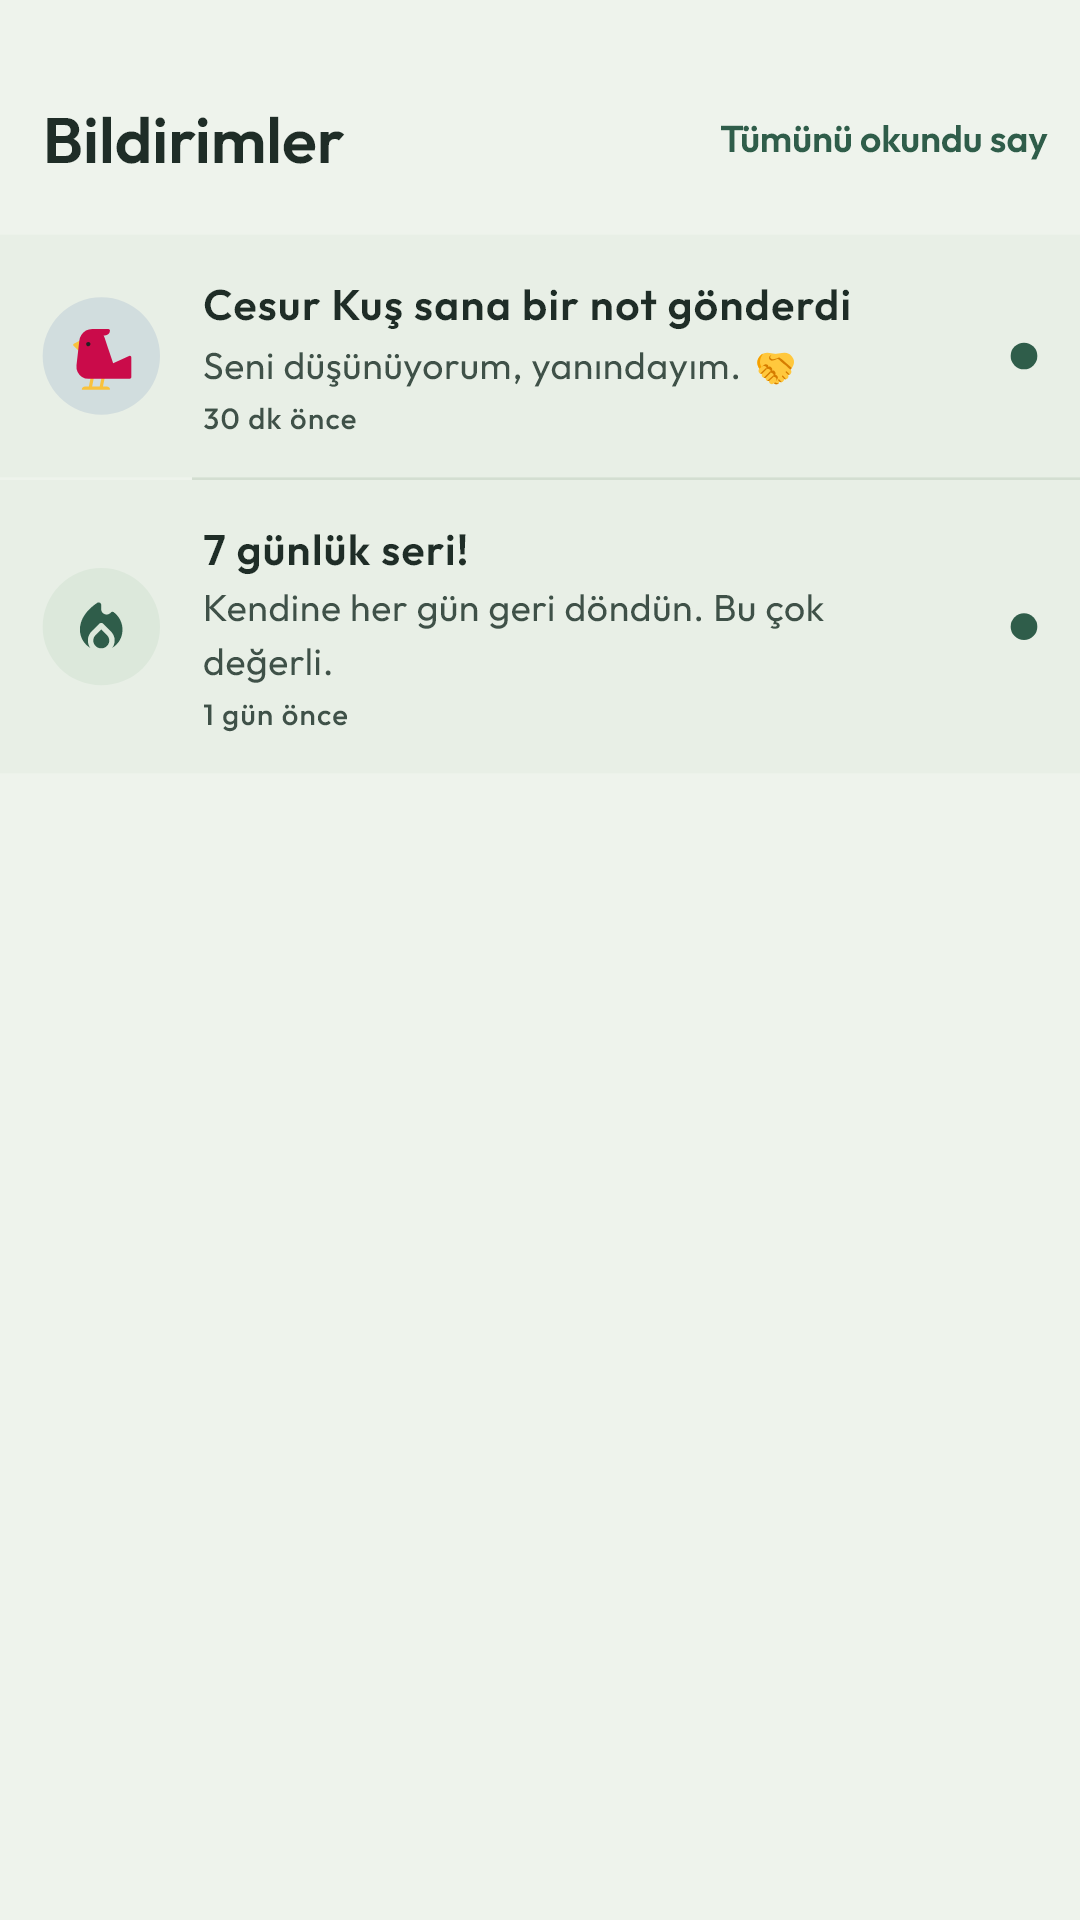 Bildirimler
Tümünü okundu say
Cesur Kuş sana bir not gönderdi
Seni düşünüyorum, yanındayım. 🤝
30 dk önce
7 günlük seri!
Kendine her gün geri döndün. Bu çok
değerli.
1 gün önce